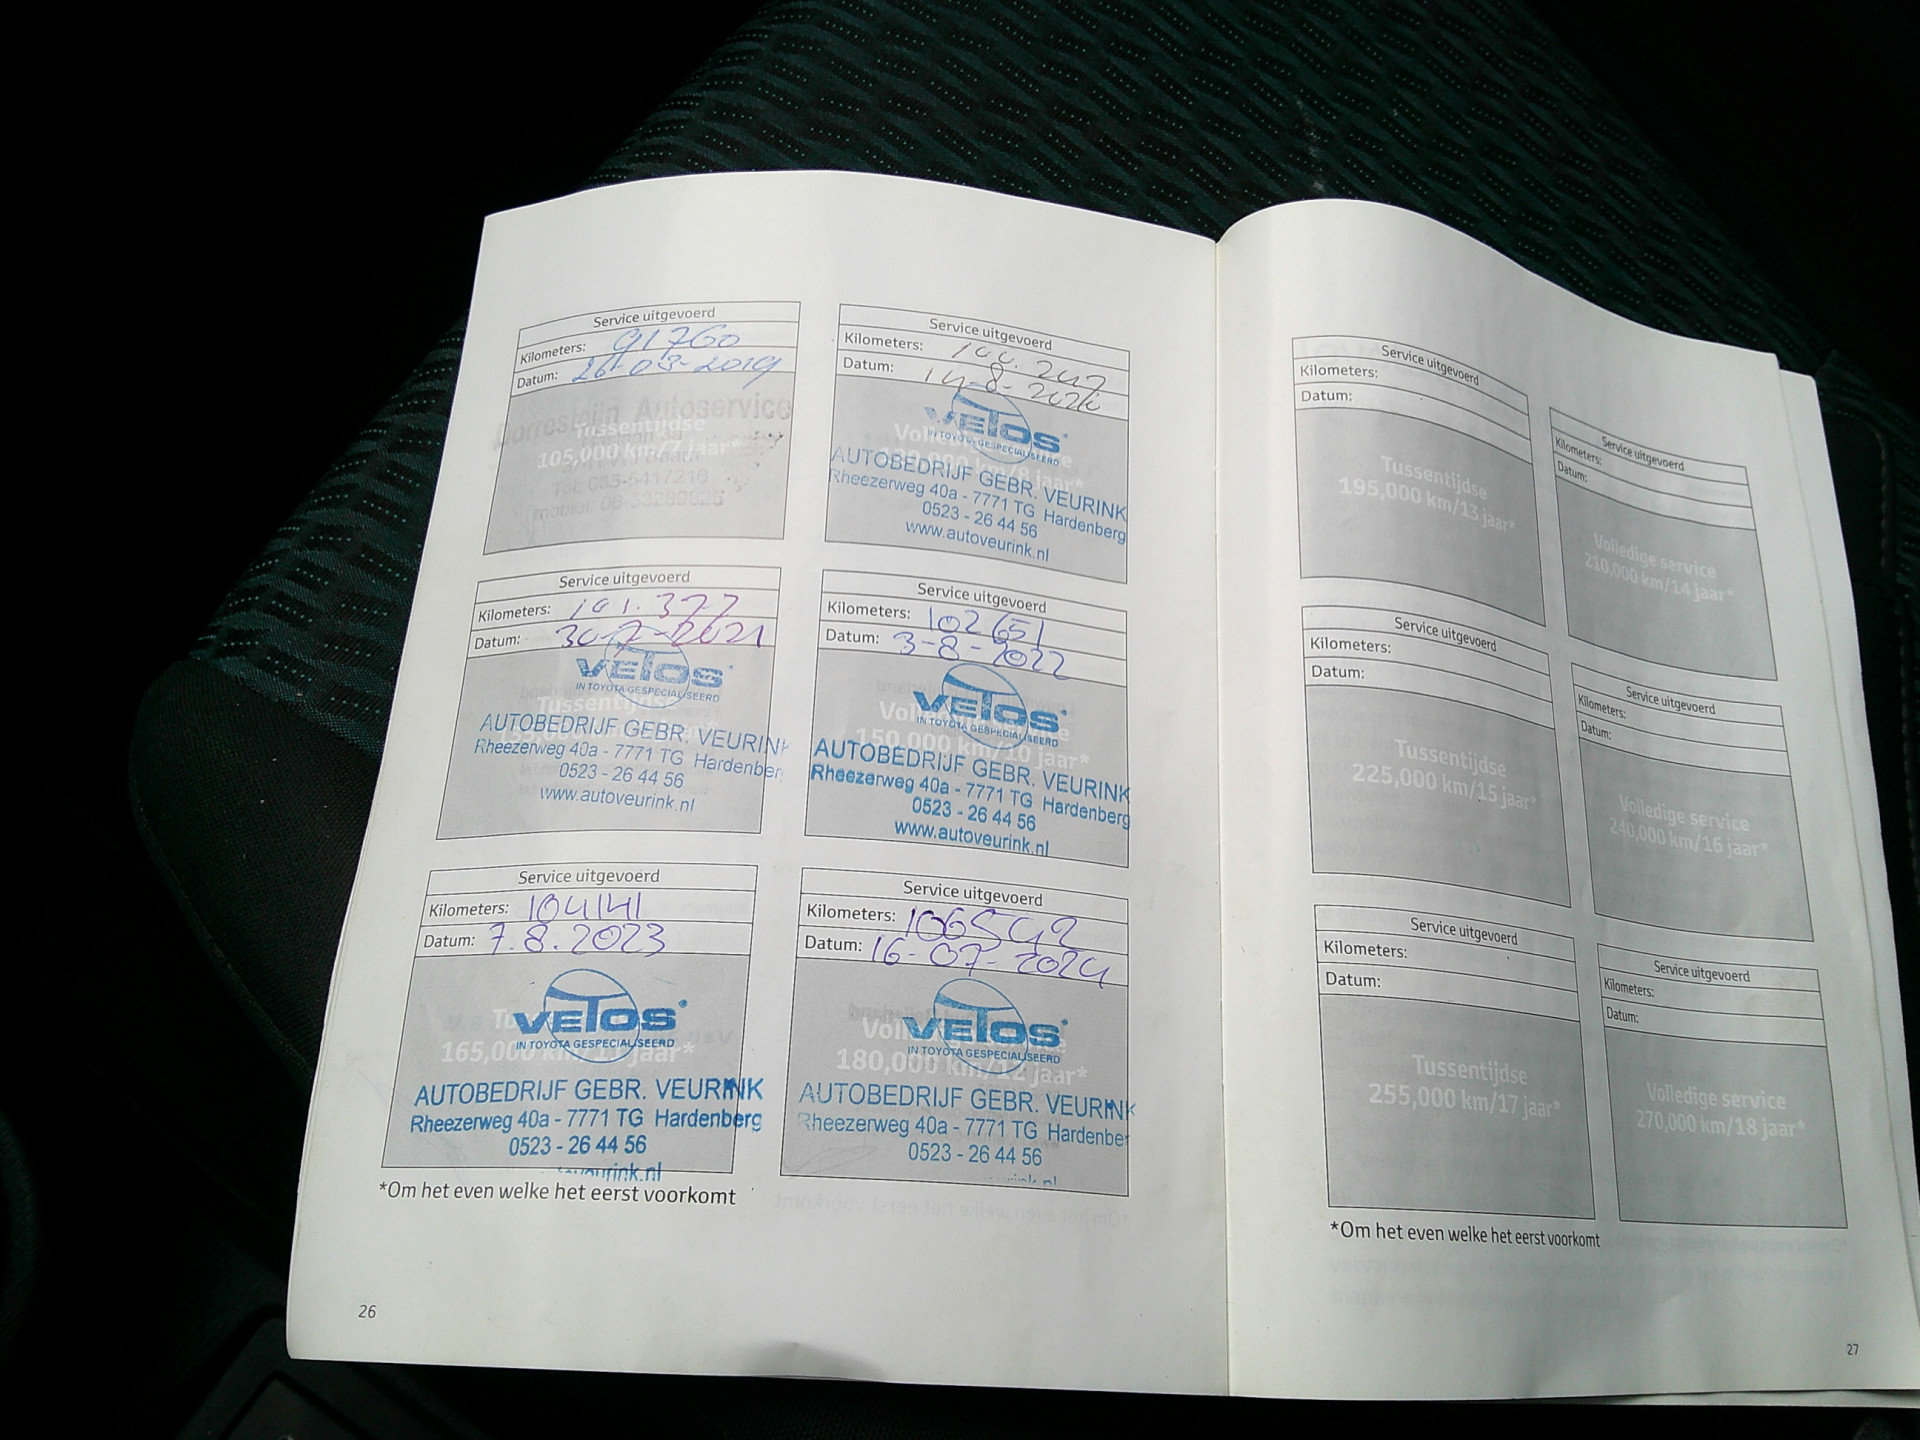 Service uitgevoerd
Kilometers: 91760
Datum: 26-03-2019
Dorresteijn Autoservice
Tussentijdse
105,000 km/7 jaar*
Service uitgevoerd
Kilometers: 100.247
Datum: 14-8-2020
VETOS
IN TOYOTA GESPECIALISEERD
AUTOBEDRIJF GEBR. VEURINK
Rheezerweg 40a - 7771 TG Hardenberg
0523 - 26 44 56
www.autoveurink.nl
Service uitgevoerd
Kilometers: 101.377
Datum: 30-7-2021
VETOS
IN TOYOTA GESPECIALISEERD
Tussentijdse
AUTOBEDRIJF GEBR. VEURINK
Rheezerweg 40a - 7771 TG Hardenberg
0523 - 26 44 56
www.autoveurink.nl
Service uitgevoerd
Kilometers: 102651
Datum: 3-8-2022
VETOS
IN TOYOTA GESPECIALISEERD
150,000 km/10 jaar*
AUTOBEDRIJF GEBR. VEURINK
Rheezerweg 40a - 7771 TG Hardenberg
0523 - 26 44 56
www.autoveurink.nl
Service uitgevoerd
Kilometers: 104141
Datum: 7.8.2023
VETOS
IN TOYOTA GESPECIALISEERD
165,000 km/11 jaar*
AUTOBEDRIJF GEBR. VEURINK
Rheezerweg 40a - 7771 TG Hardenberg
0523 - 26 44 56
Service uitgevoerd
Kilometers: 106592
Datum: 16-07-2024
VETOS
IN TOYOTA GESPECIALISEERD
180,000 km/12 jaar*
AUTOBEDRIJF GEBR. VEURINK
Rheezerweg 40a - 7771 TG Hardenber
0523 - 26 44 56
*Om het even welke het eerst voorkomt
26
Service uitgevoerd
Kilometers:
Datum:
Tussentijdse
195,000 km/13 jaar*
Service uitgevoerd
Kilometers:
Datum:
Volledige service
210,000 km/14 jaar*
Service uitgevoerd
Kilometers:
Datum:
Tussentijdse
225,000 km/15 jaar*
Service uitgevoerd
Kilometers:
Datum:
Volledige service
240,000 km/16 jaar*
Service uitgevoerd
Kilometers:
Datum:
Tussentijdse
255,000 km/17 jaar*
Service uitgevoerd
Kilometers:
Datum:
Volledige service
270,000 km/18 jaar*
*Om het even welke het eerst voorkomt
27